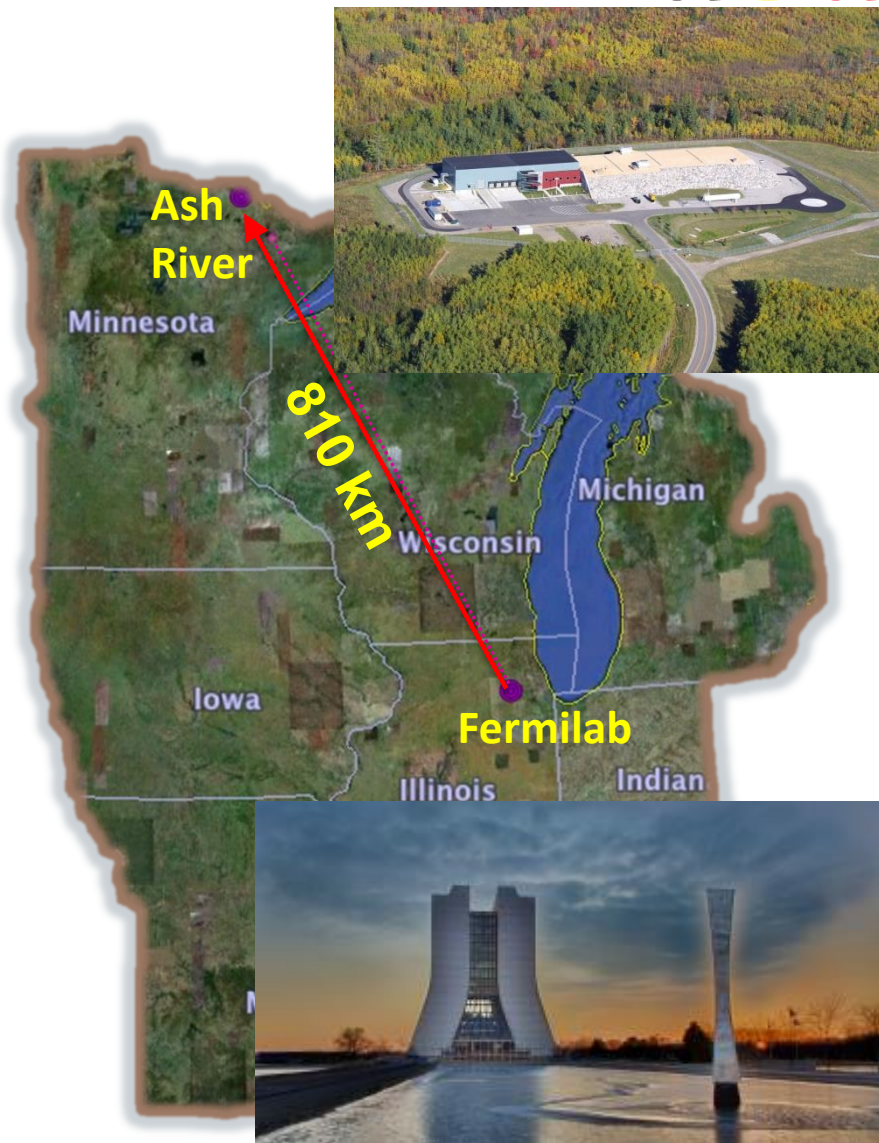 Ash
River
Minnesota
810 km
Michigan
Wisconsin
Iowa
Fermilab
Illinois
Indian